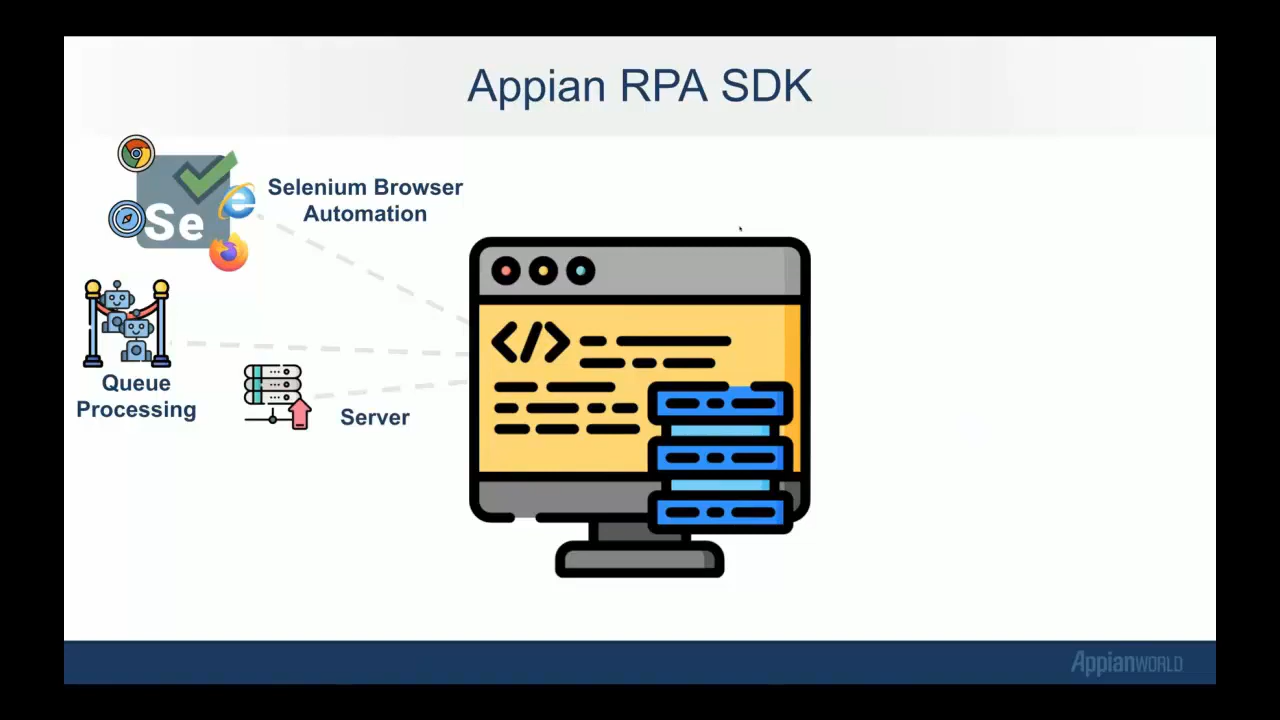 Appian RPA SDK
Selenium Browser
Automation
Se
e
Queue
Processing
Server
</>
AppianWORLD